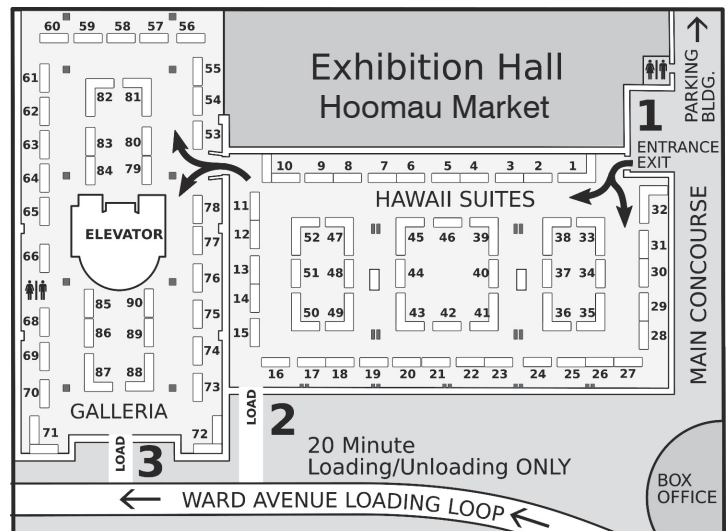 60 59 58 57 56
Exhibition Hall
Hoomau Market
PARKING
BLDG.
61 55
62 82 81 54
63 83 80 53
1
ENTRANCE
EXIT
64 84 79
10 9 8 7 6 5 4 3 2 1
HAWAII SUITES
65 78
ELEVATOR
11 32
12 52 47 45 46 39 38 33
66 77 31
76 13 51 48 44 40 37 34 30
MAIN CONCOURSE
85 90 14
68 86 89 75 50 49 43 42 41 36 35 29
69 74 15 28
70 87 88 73
16 17 18 19 20 21 22 23 24 25 26 27
GALLERIA
71 72
LOAD
2
LOAD
3
20 Minute
Loading/Unloading ONLY
BOX
OFFICE
WARD AVENUE LOADING LOOP